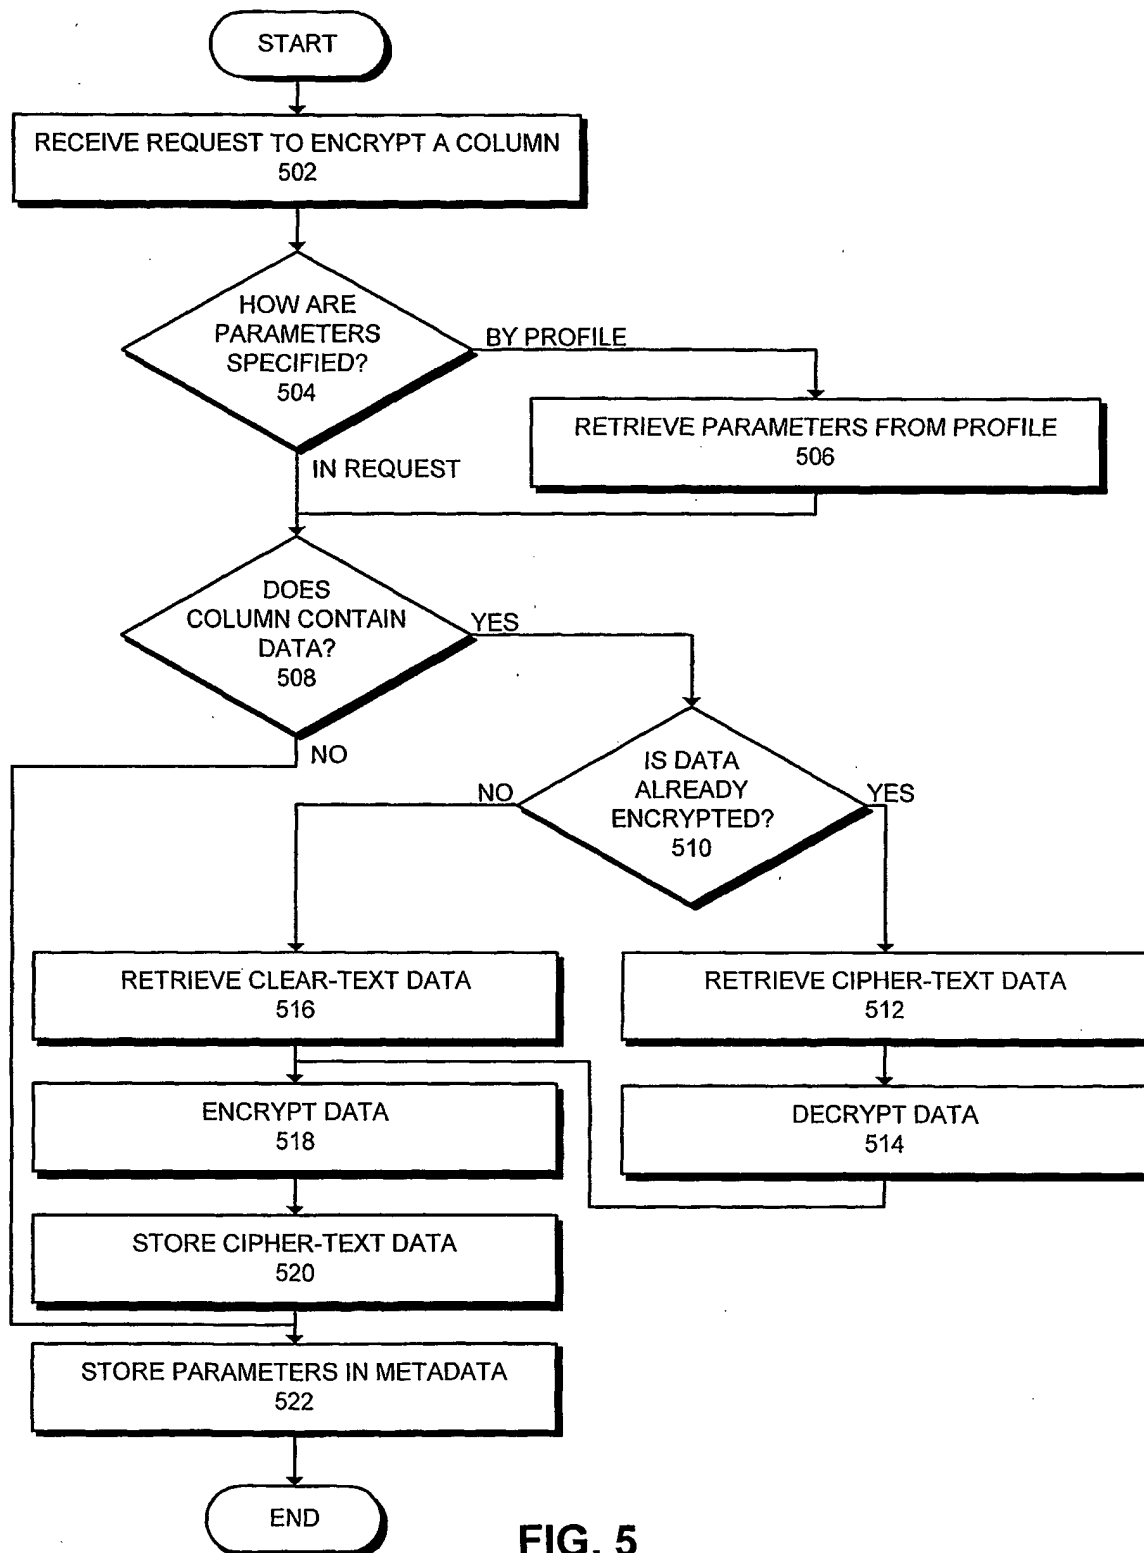 START
RECEIVE REQUEST TO ENCRYPT A COLUMN
502
HOW ARE
PARAMETERS
SPECIFIED?
504
BY PROFILE
RETRIEVE PARAMETERS FROM PROFILE
506
IN REQUEST
DOES
COLUMN CONTAIN
DATA?
508
YES
NO
IS DATA
ALREADY
ENCRYPTED?
510
NO
YES
RETRIEVE CLEAR-TEXT DATA
516
RETRIEVE CIPHER-TEXT DATA
512
ENCRYPT DATA
518
DECRYPT DATA
514
STORE CIPHER-TEXT DATA
520
STORE PARAMETERS IN METADATA
522
END
FIG. 5